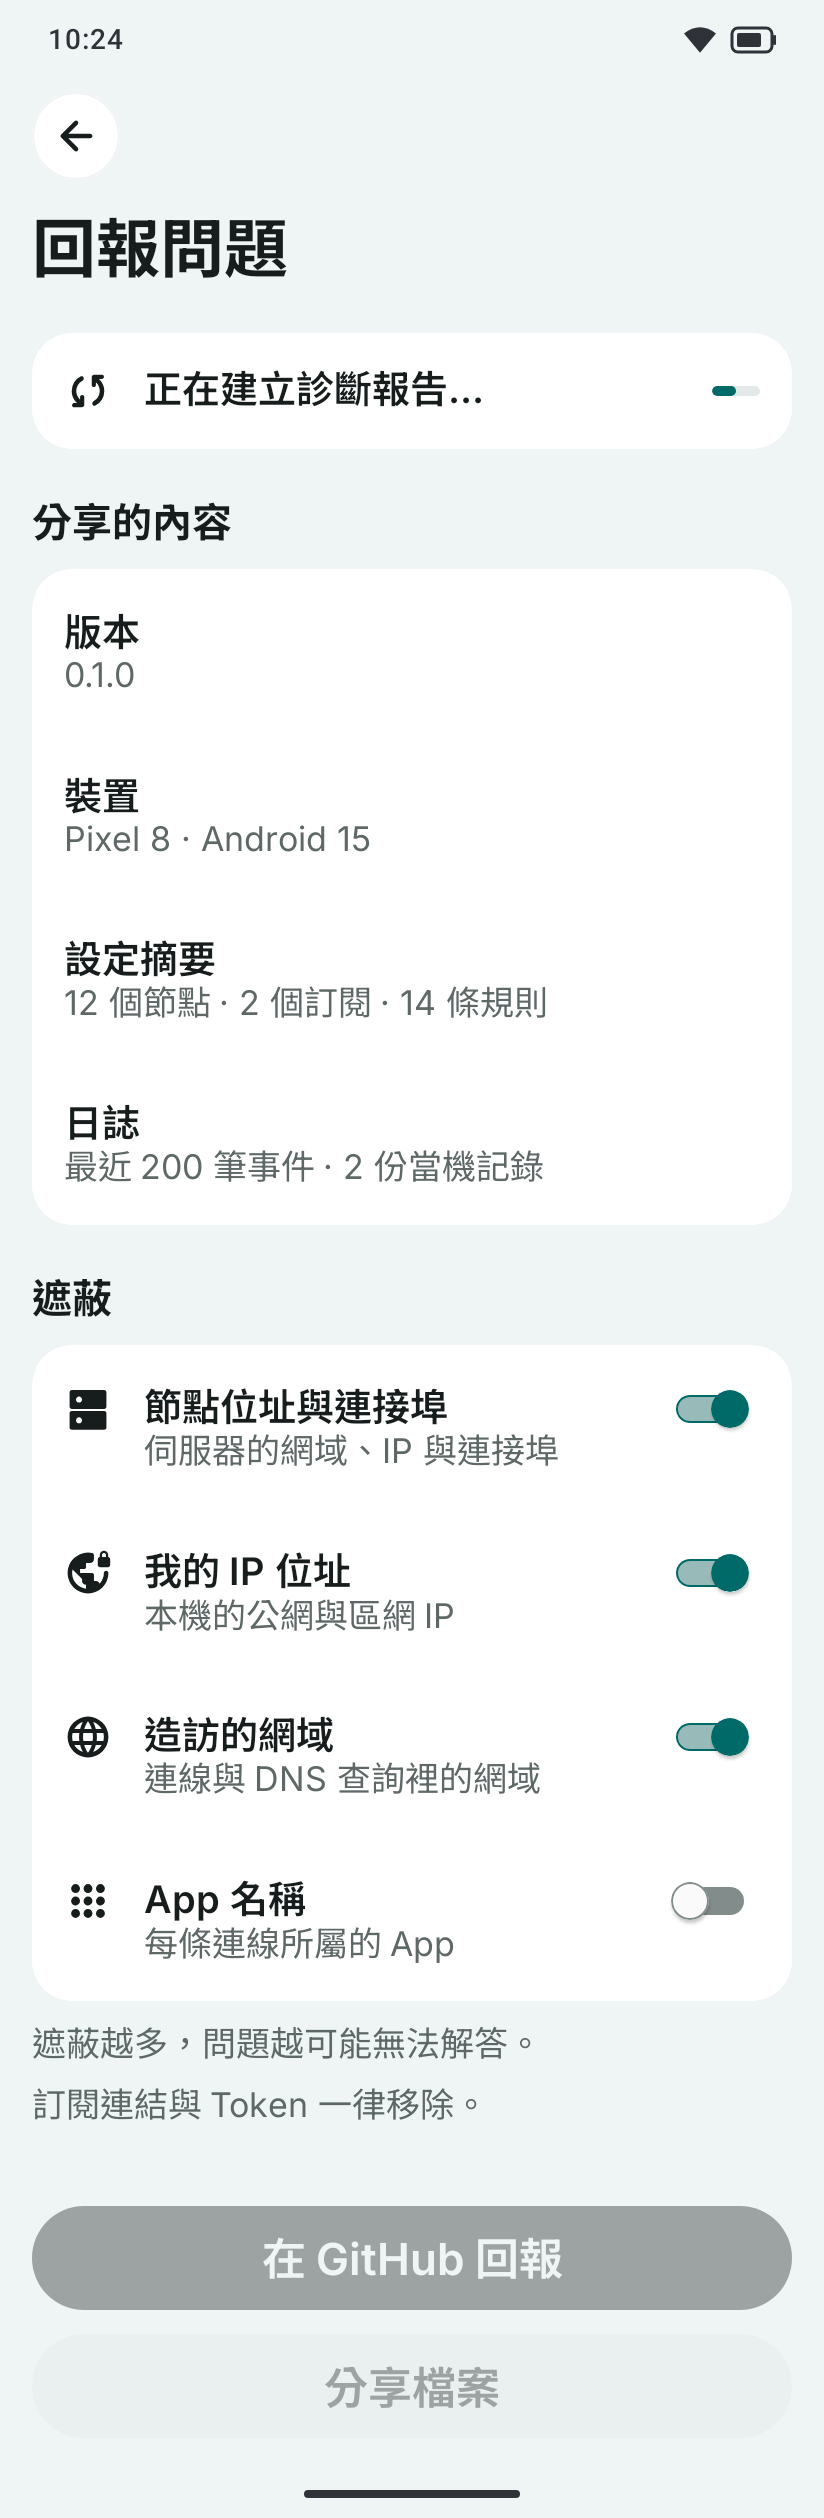 10:24
回報問題
正在建立診斷報告...
分享的內容
版本
0.1.0
裝置
Pixel 8 · Android 15
設定摘要
12 個節點 · 2 個訂閱 · 14 條規則
日誌
最近 200 筆事件 · 2 份當機記錄
遮蔽
節點位址與連接埠
伺服器的網域、IP 與連接埠
我的 IP 位址
本機的公網與區網 IP
造訪的網域
連線與 DNS 查詢裡的網域
App 名稱
每條連線所屬的 App
遮蔽越多，問題越可能無法解答。
訂閱連結與 Token 一律移除。
在 GitHub 回報
分享檔案